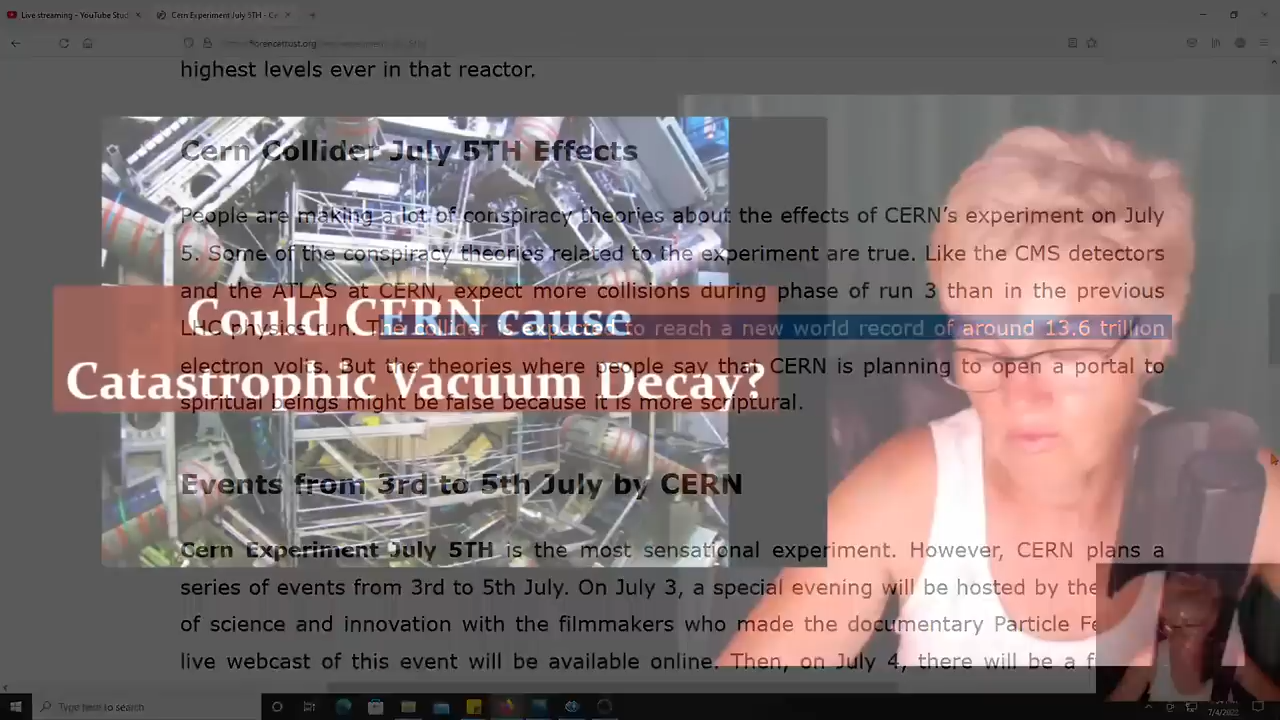 Live streaming - YouTube Stud
Cern Experiment July 5TH - Ce
florencetrust.org
highest levels ever in that reactor.
Cern Collider July 5TH Effects
People are making a lot of conspiracy theories about the effects of CERN's experiment on July
5. Some of the conspiracy theories related to the experiment are true. Like the CMS detectors
and the ATLAS at CERN, expect more collisions during phase of run 3 than in the previous
LHC physics run. The collider is expected to reach a new world record of around 13.6 trillion
electron volts. But the theories where people say that CERN is planning to open a portal to
spiritual beings might be false because it is more scriptural.
Could CERN cause
Catastrophic Vacuum Decay?
Events from 3rd to 5th July by CERN
Cern Experiment July 5TH is the most sensational experiment. However, CERN plans a
series of events from 3rd to 5th July. On July 3, a special evening will be hosted by the
of science and innovation with the filmmakers who made the documentary Particle Fe
live webcast of this event will be available online. Then, on July 4, there will be a f
Type here to search
7/4/2022